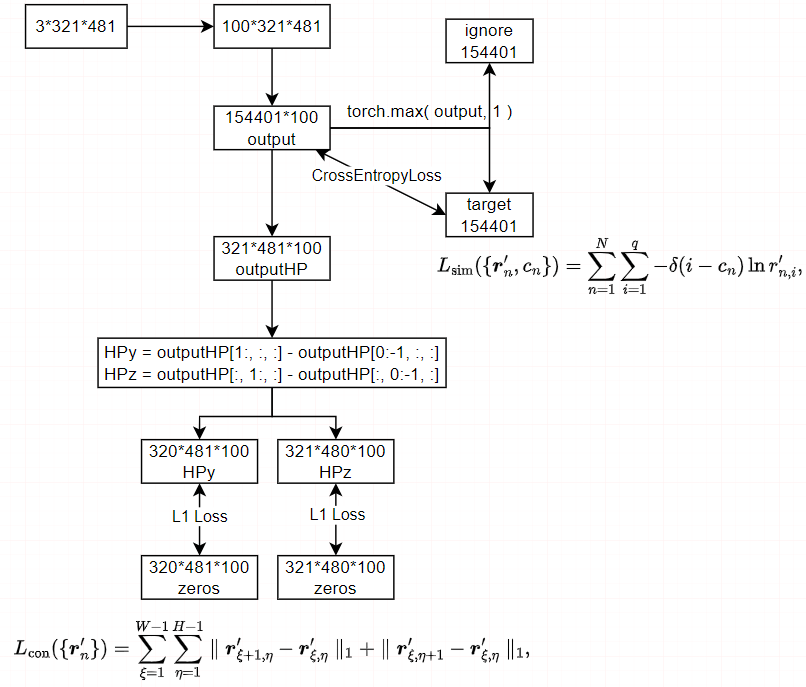 3*321*481
100*321*481
ignore
154401
154401*100
output
torch.max( output, 1 )
CrossEntropyLoss
target
154401
321*481*100
outputHP
L_{\text{sim}}(\{\boldsymbol{r}'_n, c_n\}) = \sum_{n=1}^{N} \sum_{i=1}^{q} -\delta(i - c_n) \ln r'_{n,i},
HPy = outputHP[1:, :, :] - outputHP[0:-1, :, :]
HPz = outputHP[:, 1:, :] - outputHP[:, 0:-1, :]
320*481*100
HPy
321*480*100
HPz
L1 Loss
L1 Loss
320*481*100
zeros
321*480*100
zeros
L_{\text{con}}(\{\boldsymbol{r}'_n\}) = \sum_{\xi=1}^{W-1} \sum_{\eta=1}^{H-1} \| \boldsymbol{r}'_{\xi+1,\eta} - \boldsymbol{r}'_{\xi,\eta} \|_1 + \| \boldsymbol{r}'_{\xi,\eta+1} - \boldsymbol{r}'_{\xi,\eta} \|_1,